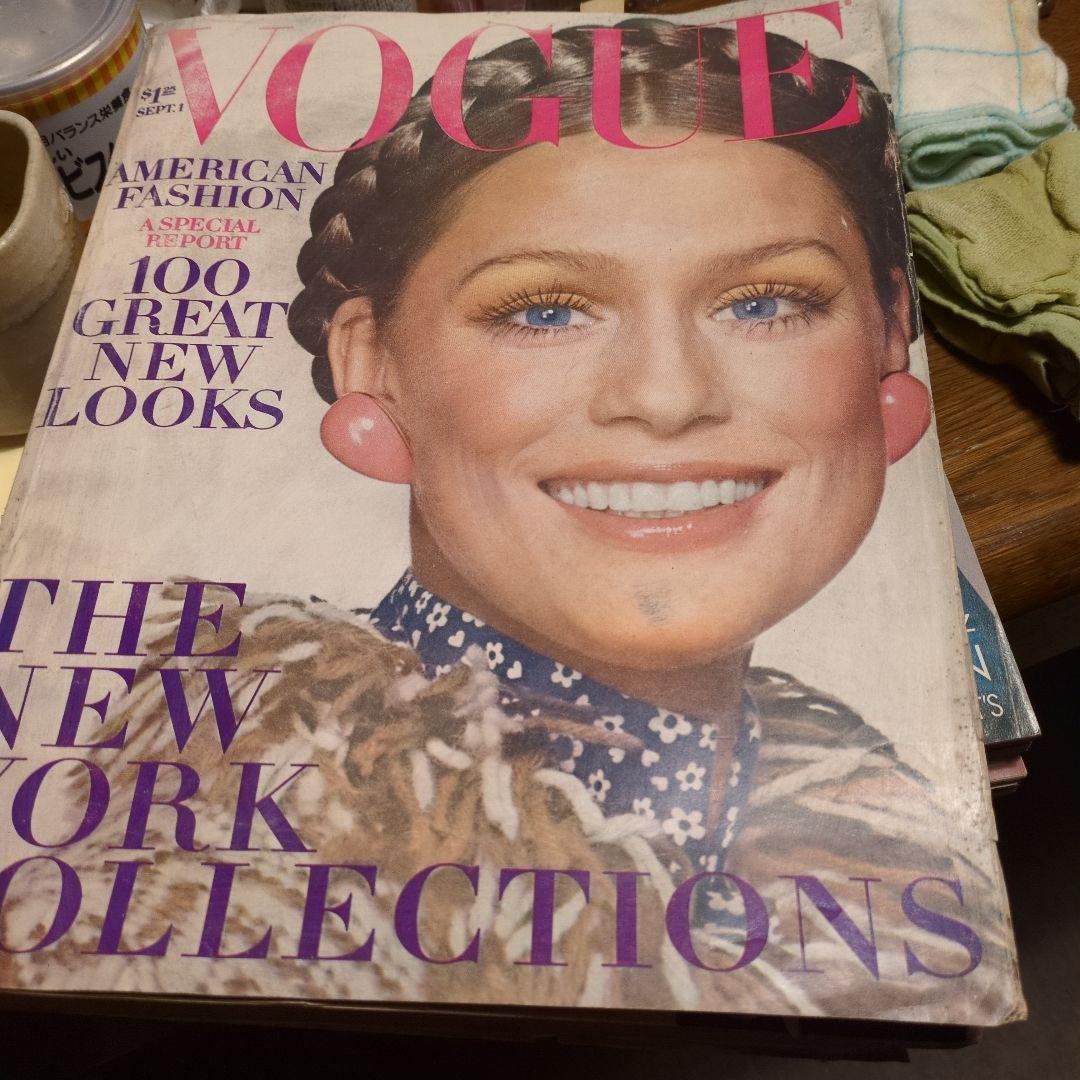 VOGUE
$1.25
SEPT.1
AMERICAN
FASHION
A SPECIAL
REPORT
100
GREAT
NEW
LOOKS
THE
NEW
YORK
COLLECTIONS
バランス栄養食